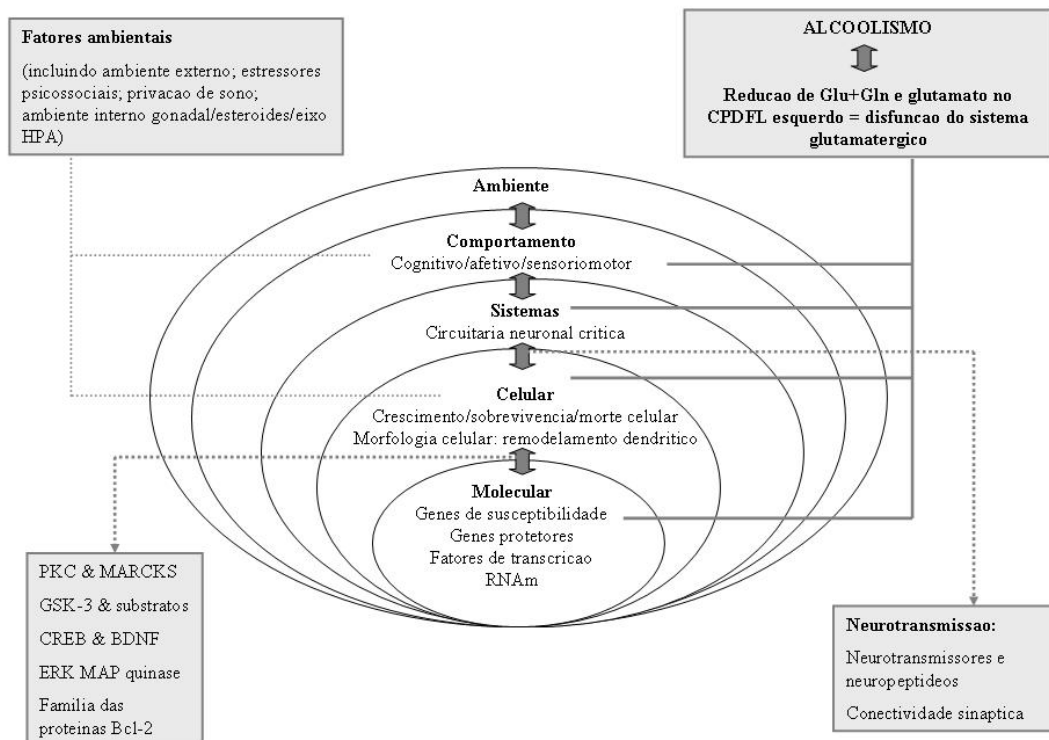 Fatores ambientais
(incluindo ambiente externo; estressores
psicossociais; privacao de sono;
ambiente interno gonadal/esteroides/eixo
HPA)
ALCOOLISMO
Reducao de Glu+Gln e glutamato no
CPDFL esquerdo = disfuncao do sistema
glutamatergico
Ambiente
Comportamento
Cognitivo/afetivo/sensoriomotor
Sistemas
Circuitaria neuronal critica
Celular
Crescimento/sobrevivencia/morte celular
Morfologia celular: remodelamento dendritico
Molecular
Genes de susceptibilidade
Genes protetores
Fatores de transcricao
RNAm
PKC & MARCKS
GSK-3 & substratos
CREB & BDNF
ERK MAP quinase
Familia das
proteinas Bcl-2
Neurotransmissao:
Neurotransmissores e
neuropeptideos
Conectividade sinaptica